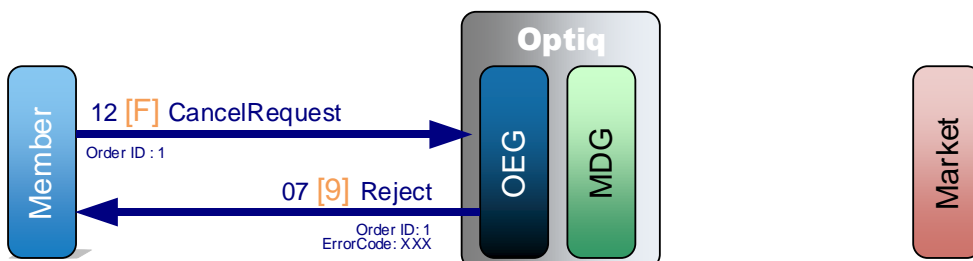 Optiq
Member
12 [F] CancelRequest
Order ID : 1
07 [9] Reject
Order ID: 1
ErrorCode: XXX
OEG
MDG
Market